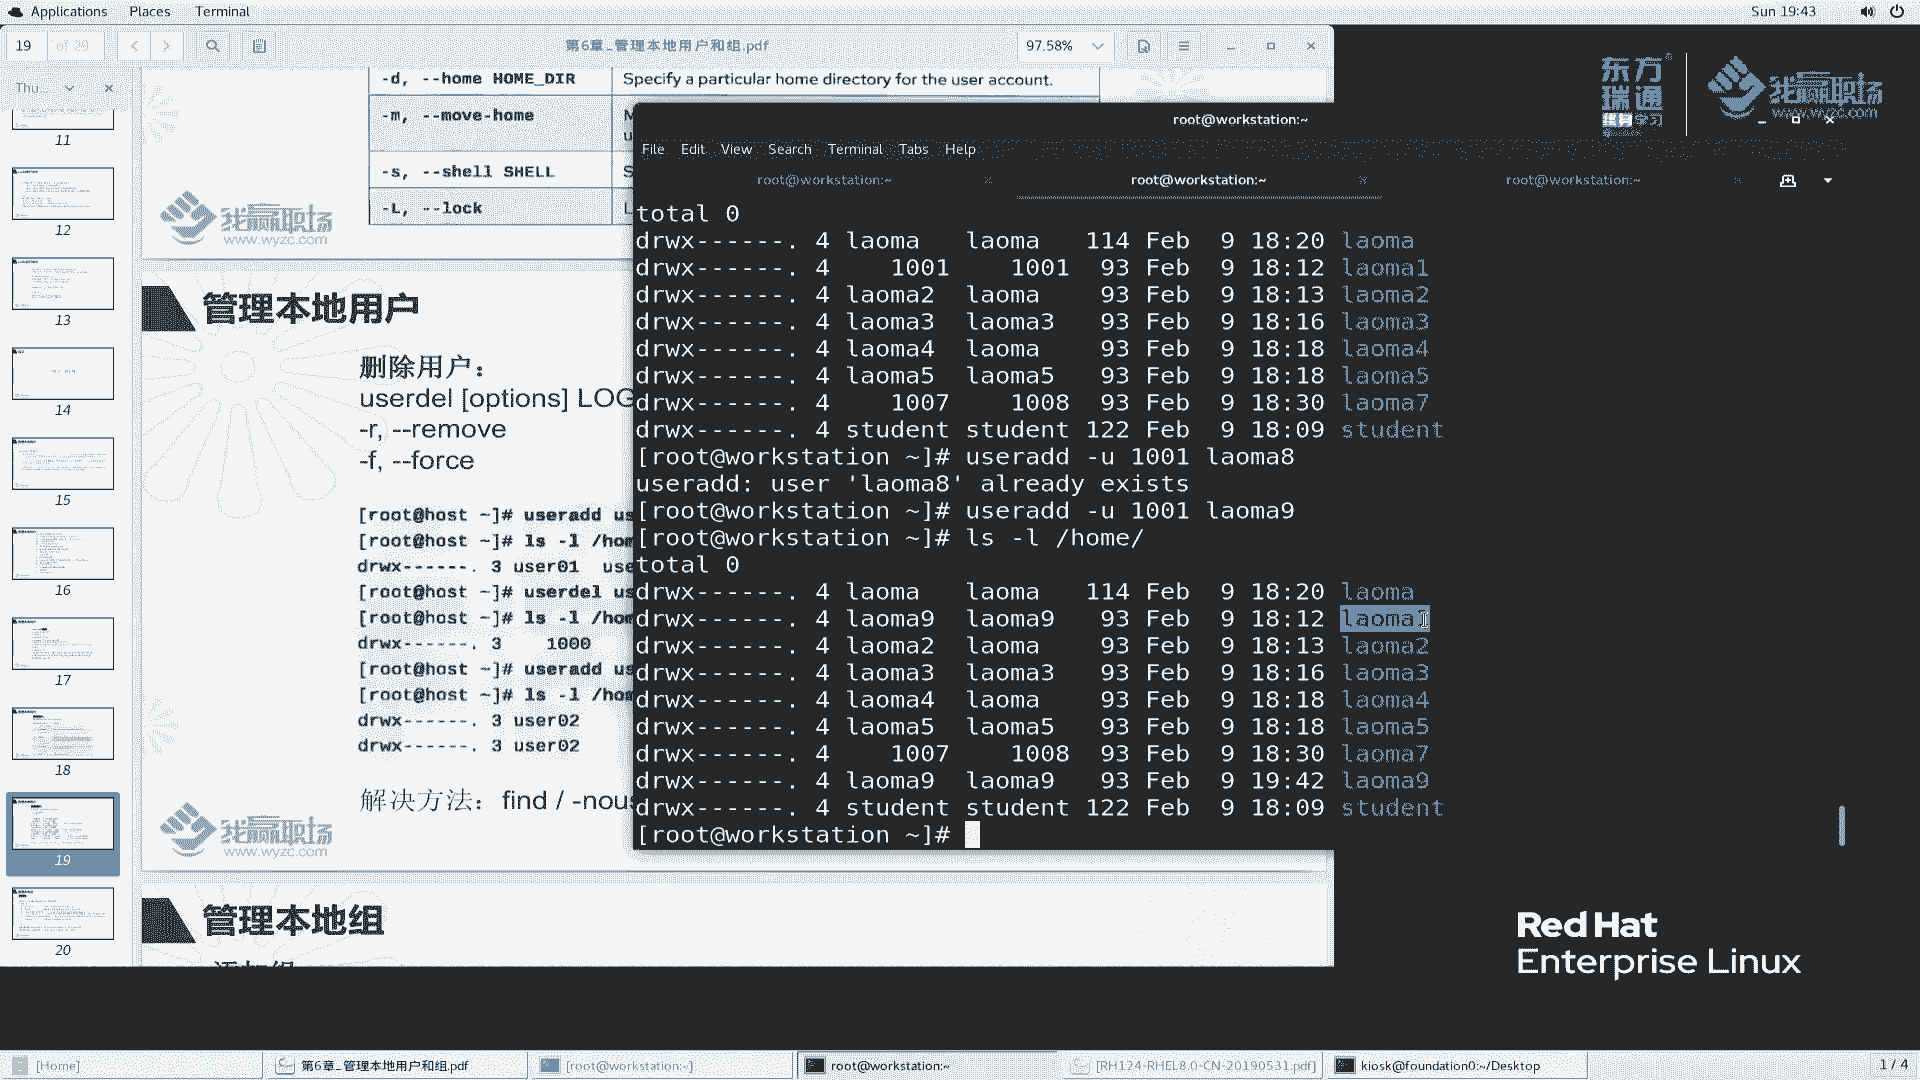 Applications Places Terminal
Sun 19:43
19 of 29
第6章_管理本地用户和组.pdf
97.58%
Thu...
11
12
13
14
15
16
17
18
19
20
-d, --home HOME_DIR Specify a particular home directory for the user account.
-m, --move-home
-s, --shell SHELL
-L, --lock
我赢职场
www.wyzc.com
管理本地用户
删除用户：
userdel [options] LOG
-r, --remove
-f, --force
[root@host ~]# useradd us
[root@host ~]# ls -l /hom
drwx------. 3 user01 use
[root@host ~]# userdel us
[root@host ~]# ls -l /hom
drwx------. 3 1000
[root@host ~]# useradd us
[root@host ~]# ls -l /hom
drwx------. 3 user02
drwx------. 3 user02
解决方法：find / -nous
我赢职场
www.wyzc.com
管理本地组
东方瑞通
终身学习
我赢职场
www.wyzc.com
root@workstation:~
File Edit View Search Terminal Tabs Help
root@workstation:~ root@workstation:~ root@workstation:~
total 0
drwx------. 4 laoma laoma 114 Feb 9 18:20 laoma
drwx------. 4 1001 1001 93 Feb 9 18:12 laoma1
drwx------. 4 laoma2 laoma 93 Feb 9 18:13 laoma2
drwx------. 4 laoma3 laoma3 93 Feb 9 18:16 laoma3
drwx------. 4 laoma4 laoma 93 Feb 9 18:18 laoma4
drwx------. 4 laoma5 laoma5 93 Feb 9 18:18 laoma5
drwx------. 4 1007 1008 93 Feb 9 18:30 laoma7
drwx------. 4 student student 122 Feb 9 18:09 student
[root@workstation ~]# useradd -u 1001 laoma8
useradd: user 'laoma8' already exists
[root@workstation ~]# useradd -u 1001 laoma9
[root@workstation ~]# ls -l /home/
total 0
drwx------. 4 laoma laoma 114 Feb 9 18:20 laoma
drwx------. 4 laoma9 laoma9 93 Feb 9 18:12 laoma1
drwx------. 4 laoma2 laoma 93 Feb 9 18:13 laoma2
drwx------. 4 laoma3 laoma3 93 Feb 9 18:16 laoma3
drwx------. 4 laoma4 laoma 93 Feb 9 18:18 laoma4
drwx------. 4 laoma5 laoma5 93 Feb 9 18:18 laoma5
drwx------. 4 1007 1008 93 Feb 9 18:30 laoma7
drwx------. 4 laoma9 laoma9 93 Feb 9 19:42 laoma9
drwx------. 4 student student 122 Feb 9 18:09 student
[root@workstation ~]#
Red Hat
Enterprise Linux
[Home]
第6章_管理本地用户和组.pdf
[root@workstation:~]
root@workstation:~
[RH124-RHEL8.0-CN-20190531.pdf]
kiosk@foundation0:~/Desktop
1 / 4